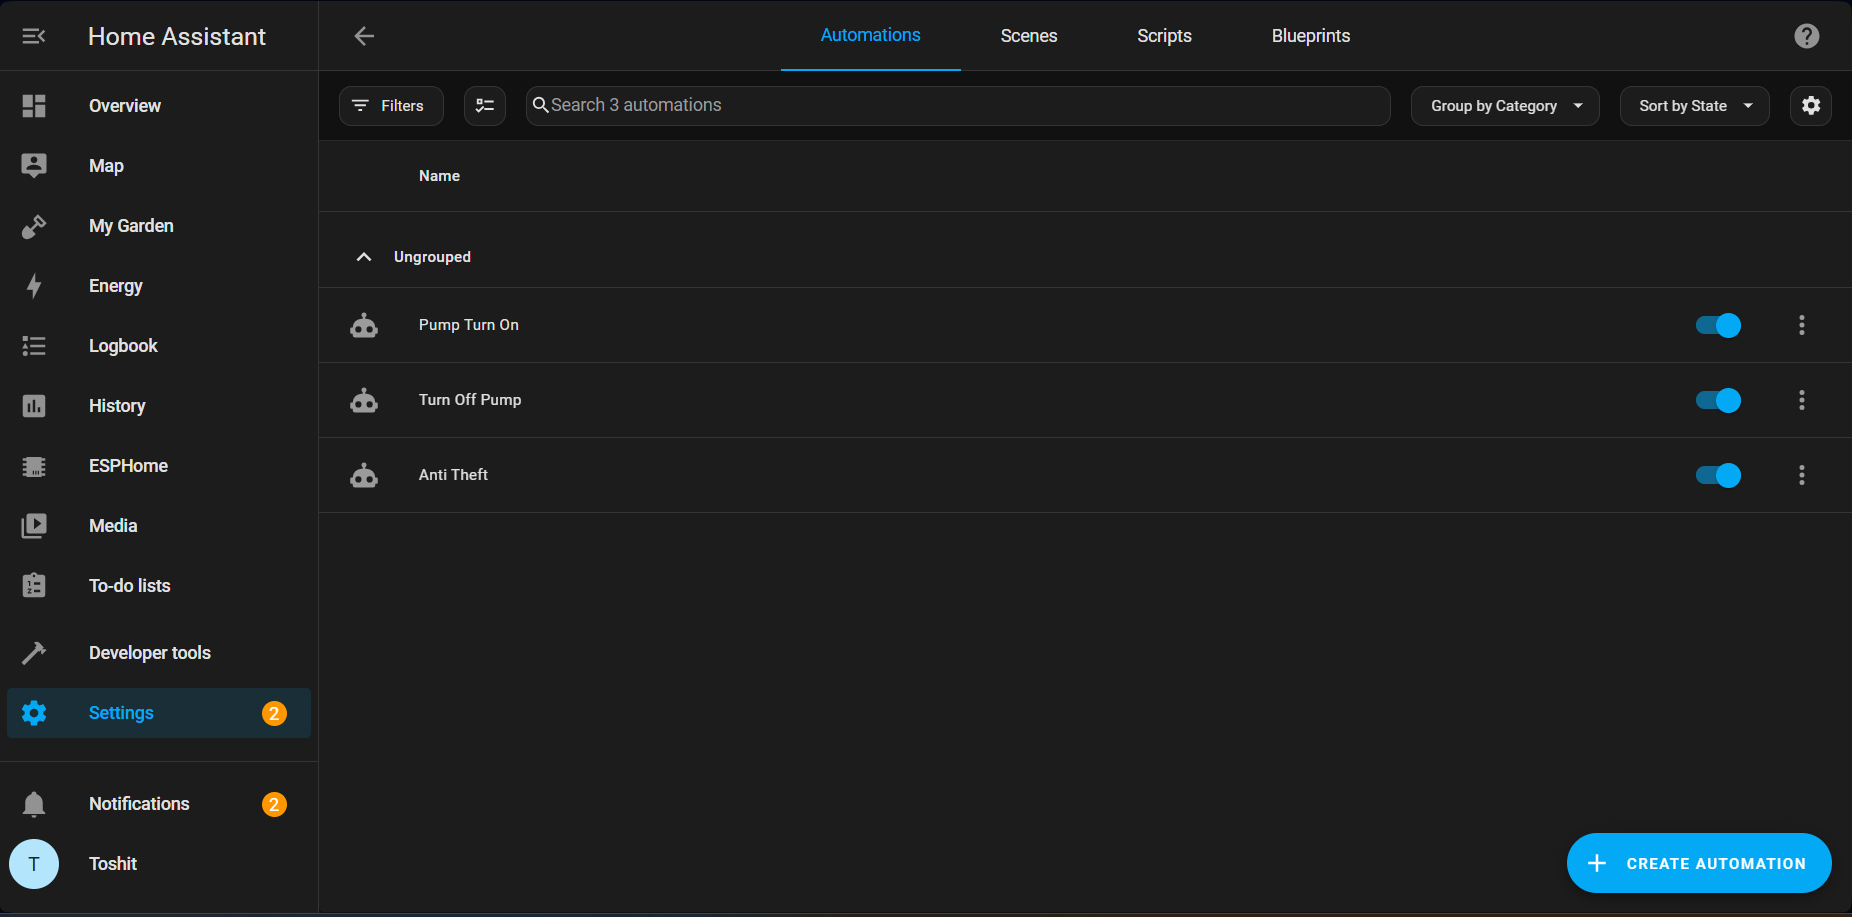 Home Assistant
Automations
Scenes
Scripts
Blueprints
Overview
Map
My Garden
Energy
Logbook
History
ESPHome
Media
To-do lists
Developer tools
Settings 2
Notifications 2
T Toshit
Filters
Search 3 automations
Group by Category
Sort by State
Name
Ungrouped
Pump Turn On
Turn Off Pump
Anti Theft
CREATE AUTOMATION